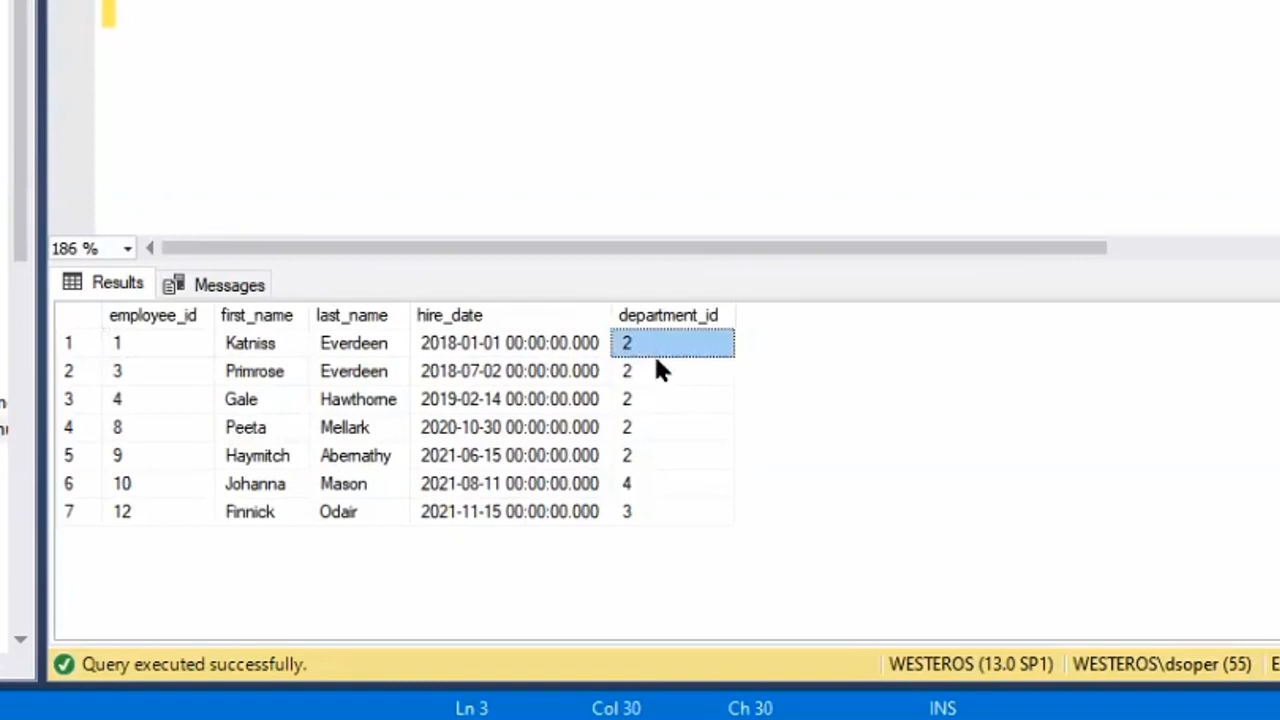 186 %
Results Messages
employee_id first_name last_name hire_date department_id
1 1 Katniss Everdeen 2018-01-01 00:00:00.000 2
2 3 Primrose Everdeen 2018-07-02 00:00:00.000 2
3 4 Gale Hawthorne 2019-02-14 00:00:00.000 2
4 8 Peeta Mellark 2020-10-30 00:00:00.000 2
5 9 Haymitch Abernathy 2021-06-15 00:00:00.000 2
6 10 Johanna Mason 2021-08-11 00:00:00.000 4
7 12 Finnick Odair 2021-11-15 00:00:00.000 3
Query executed successfully. WESTEROS (13.0 SP1) WESTEROS\dsoper (55)
Ln 3 Col 30 Ch 30 INS